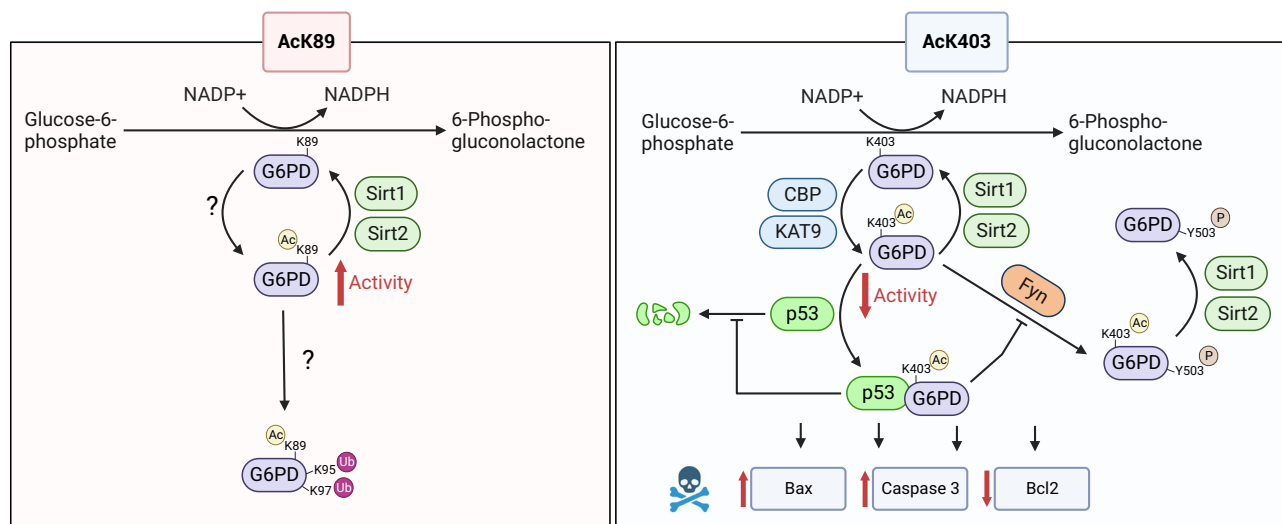 AcK89
NADP+
NADPH
Glucose-6-
phosphate
6-Phospho-
gluconolactone
K89
G6PD
?
Sirt1
Sirt2
Ac
K89
G6PD
Activity
?
Ac
K89
G6PD
K95
Ub
K97
Ub
AcK403
NADP+
NADPH
Glucose-6-
phosphate
6-Phospho-
gluconolactone
K403
G6PD
CBP
KAT9
Sirt1
Sirt2
K403
Ac
G6PD
Activity
Fyn
G6PD
Y503
P
Sirt1
Sirt2
K403
Ac
G6PD
Y503
P
p53
p53
K403
Ac
G6PD
Bax
Caspase 3
Bcl2